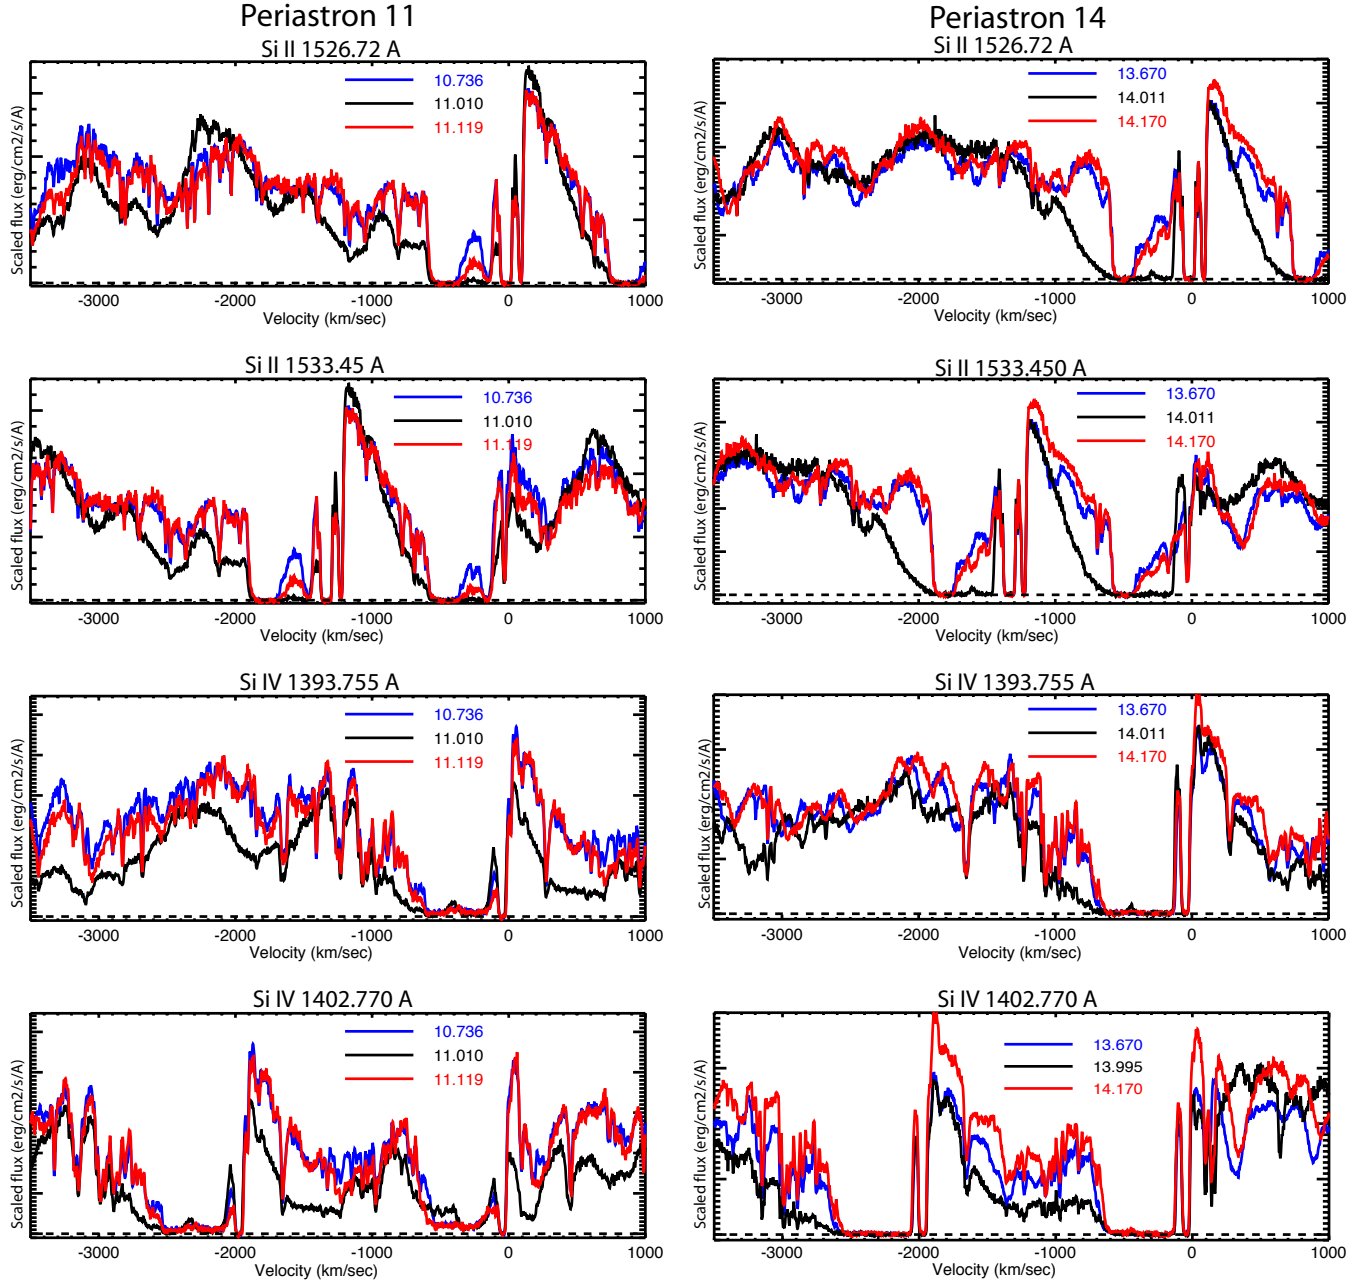 Periastron 11
Si II 1526.72 A
10.736
11.010
11.119
Scaled flux (erg/cm2/s/A)
-3000 -2000 -1000 0 1000
Velocity (km/sec)
Si II 1533.45 A
10.736
11.010
11.119
Scaled flux (erg/cm2/s/A)
-3000 -2000 -1000 0 1000
Velocity (km/sec)
Si IV 1393.755 A
10.736
11.010
11.119
Scaled flux (erg/cm2/s/A)
-3000 -2000 -1000 0 1000
Velocity (km/sec)
Si IV 1402.770 A
10.736
11.010
11.119
Scaled flux (erg/cm2/s/A)
-3000 -2000 -1000 0 1000
Velocity (km/sec)
Periastron 14
Si II 1526.72 A
13.670
14.011
14.170
Scaled flux (erg/cm2/s/A)
-3000 -2000 -1000 0 1000
Velocity (km/sec)
Si II 1533.450 A
13.670
14.011
14.170
Scaled flux (erg/cm2/s/A)
-3000 -2000 -1000 0 1000
Velocity (km/sec)
Si IV 1393.755 A
13.670
14.011
14.170
Scaled flux (erg/cm2/s/A)
-3000 -2000 -1000 0 1000
Velocity (km/sec)
Si IV 1402.770 A
13.670
13.995
14.170
Scaled flux (erg/cm2/s/A)
-3000 -2000 -1000 0 1000
Velocity (km/sec)